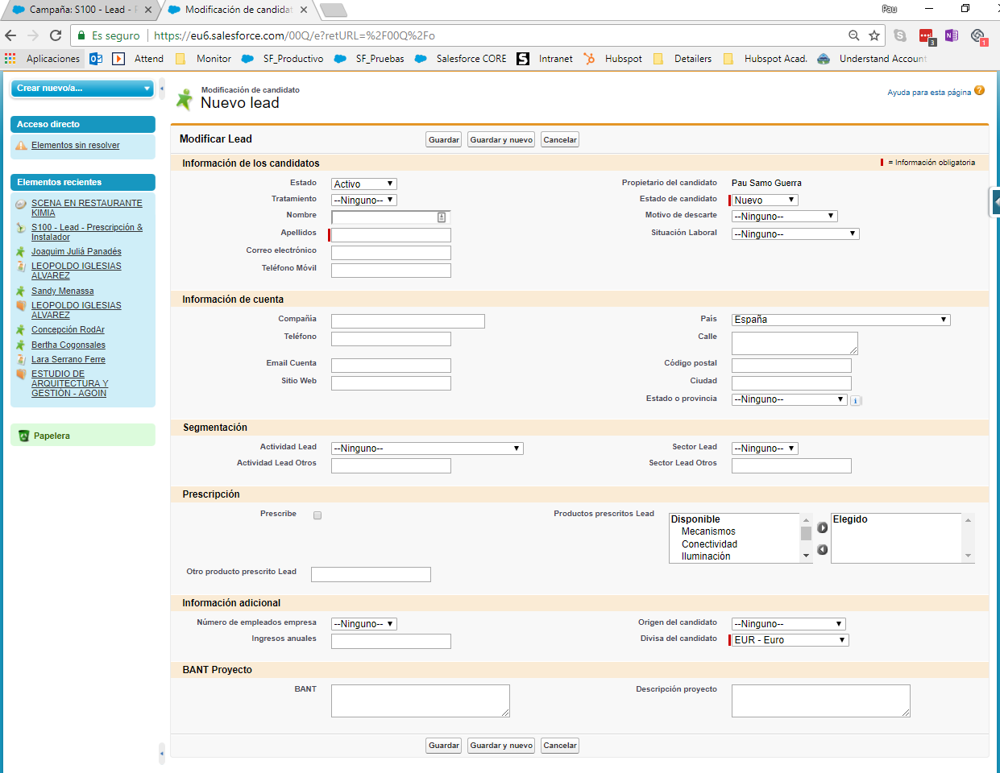 Campaña: S100 - Lead - P
Modificación de candidat
Pau
Es seguro
https://eu6.salesforce.com/00Q/e?retURL=%2F00Q%2Fo
3
1
Aplicaciones
Attend
Monitor
SF_Productivo
SF_Pruebas
Salesforce CORE
Intranet
Hubspot
Detailers
Hubspot Acad.
Understand Account
Crear nuevo/a...
Acceso directo
Elementos sin resolver
Elementos recientes
SCENA EN RESTAURANTE
KIMIA
S100 - Lead - Prescripción &
Instalador
Joaquim Juliá Panadés
LEOPOLDO IGLESIAS
ALVAREZ
Sandy Menassa
LEOPOLDO IGLESIAS
ALVAREZ
Concepción RodAr
Bertha Cogonsales
Lara Serrano Ferre
ESTUDIO DE
ARQUITECTURA Y
GESTIÓN - AGOIN
Papelera
Modificación de candidato
Nuevo lead
Ayuda para esta página ?
Modificar Lead
Guardar
Guardar y nuevo
Cancelar
Información de los candidatos
= Información obligatoria
Estado
Activo
Propietario del candidato
Pau Samo Guerra
Tratamiento
--Ninguno--
Estado de candidato
Nuevo
Nombre
Motivo de descarte
--Ninguno--
Apellidos
Situación Laboral
--Ninguno--
Correo electrónico
Teléfono Móvil
Información de cuenta
Compañía
País
España
Teléfono
Calle
Email Cuenta
Código postal
Sitio Web
Ciudad
Estado o provincia
--Ninguno--
i
Segmentación
Actividad Lead
--Ninguno--
Sector Lead
--Ninguno--
Actividad Lead Otros
Sector Lead Otros
Prescripción
Prescribe
Productos prescritos Lead
Disponible
Mecanismos
Conectividad
Iluminación
Elegido
Otro producto prescrito Lead
Información adicional
Número de empleados empresa
--Ninguno--
Origen del candidato
--Ninguno--
Ingresos anuales
Divisa del candidato
EUR - Euro
BANT Proyecto
BANT
Descripción proyecto
Guardar
Guardar y nuevo
Cancelar